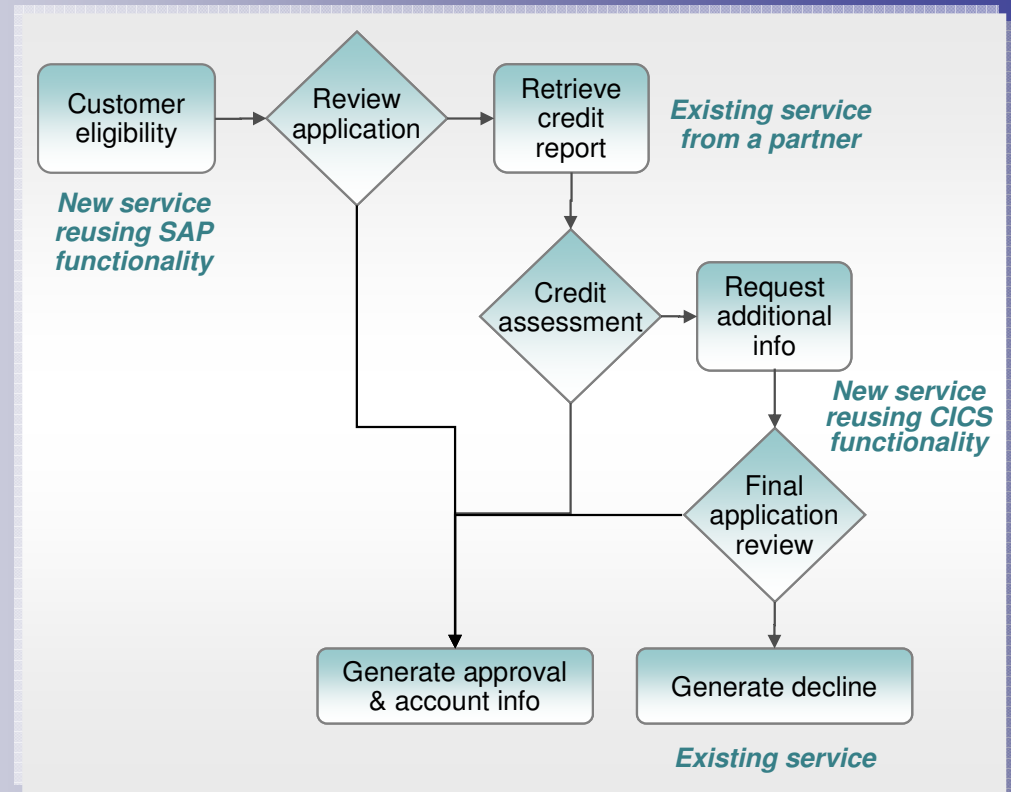 Customer
eligibility
Review
application
Retrieve
credit
report
Existing service
from a partner
New service
reusing SAP
functionality
Credit
assessment
Request
additional
info
New service
reusing CICS
functionality
Final
application
review
Generate approval
& account info
Generate decline
Existing service